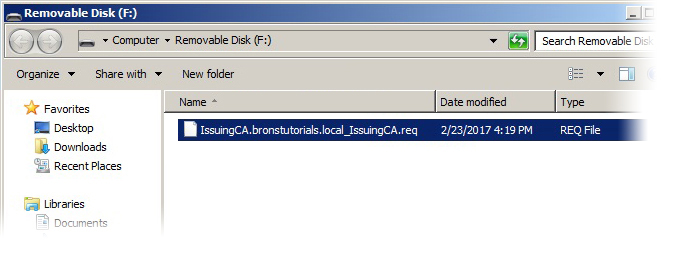 Removable Disk (F:)
Computer Removable Disk (F:) Search Removable Disk
Organize Share with New folder
Name Date modified Type
Favorites
Desktop
Downloads
Recent Places
Libraries
Documents
IssuingCA.bronstutorials.local_IssuingCA.req 2/23/2017 4:19 PM REQ File